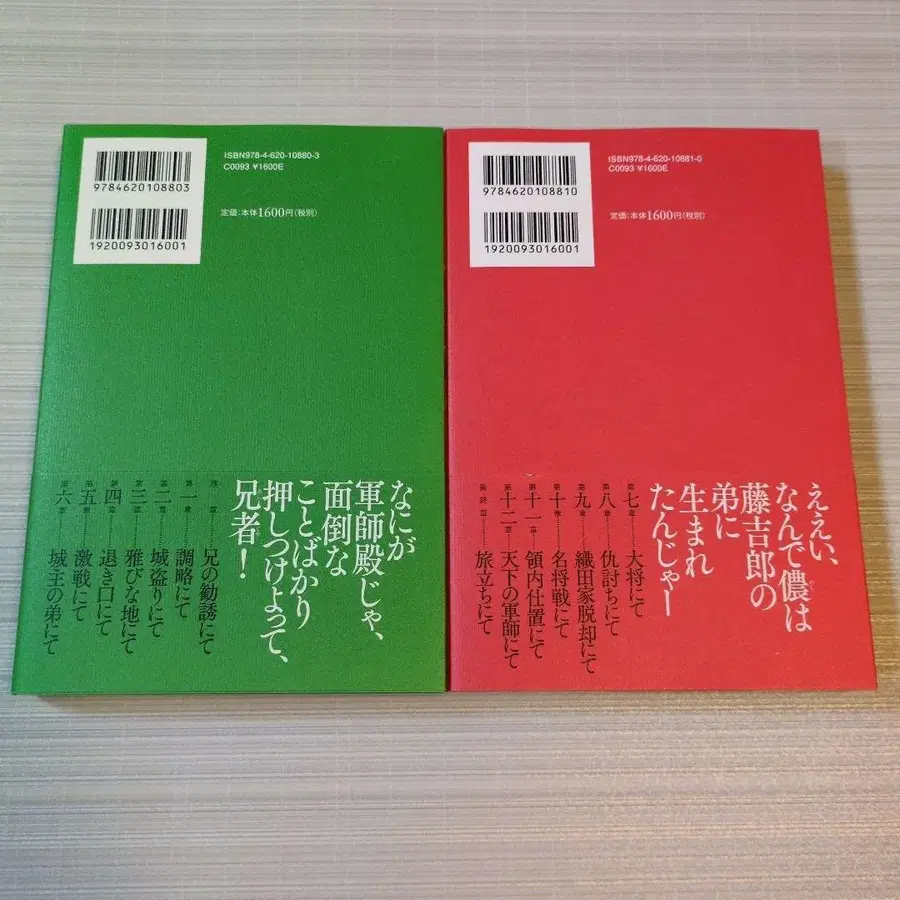 ISBN978-4-620-10880-3
C0093 ¥1600E
9784620108803
定価:本体1600円(税別)
1920093016001
なにが
軍師殿じゃ、
面倒な
ことばかり
押しつけよって、
兄者!
序章………兄の勧誘にて
第一章………調略にて
第二章………城盗りにて
第三章………雅びな地にて
第四章………退き口にて
第五章………激戦にて
第六章………城主の弟にて
ISBN978-4-620-10881-0
C0093 ¥1600E
9784620108810
定価:本体1600円(税別)
1920093016001
ええい、
なんで儂は
藤吉郎の
弟に
生まれ
たんじゃー
第七章………大将にて
第八章………仇討ちにて
第九章………織田家脱却にて
第十章………名将戦にて
第十一章………領内仕置にて
第十二章………天下の軍師にて
最終章………旅立ちにて